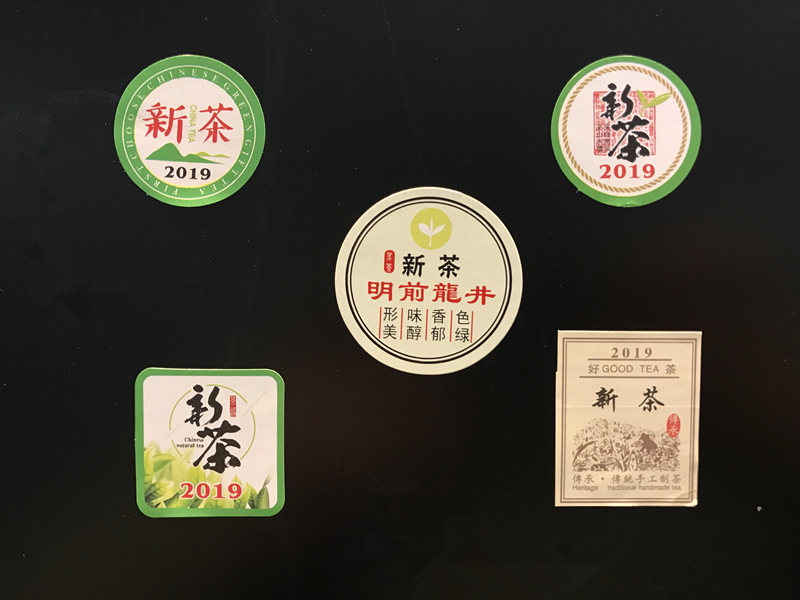 FIRST CHOOSE CHINESE GREEN GIFT TEA
新茶
CHINA TEA
2019
新茶
2019
新茶
明前龍井
形味香色
美醇郁绿
新茶
Chinese
natural tea
2019
2019
好 GOOD TEA 茶
新茶
傳承
傳承·傳統手工制茶
Heritage traditional handmade tea